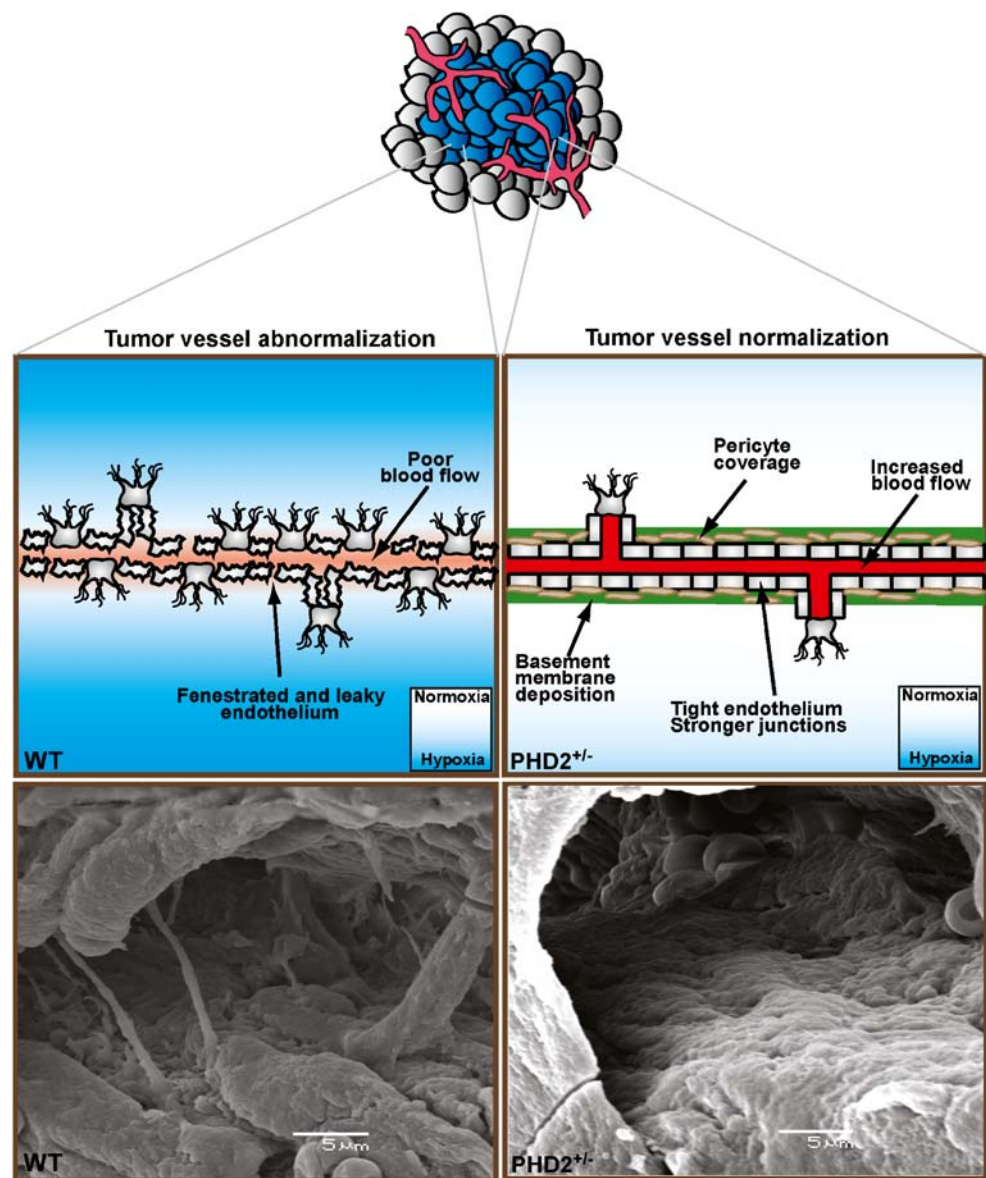 Tumor vessel abnormalization
Poor
blood flow
Fenestrated and leaky
endothelium
Normoxia
Hypoxia
WT
Tumor vessel normalization
Pericyte
coverage
Increased
blood flow
Basement
membrane
deposition
Tight endothelium
Stronger junctions
Normoxia
Hypoxia
PHD2+/-
5 μm
WT
5 μm
PHD2+/-